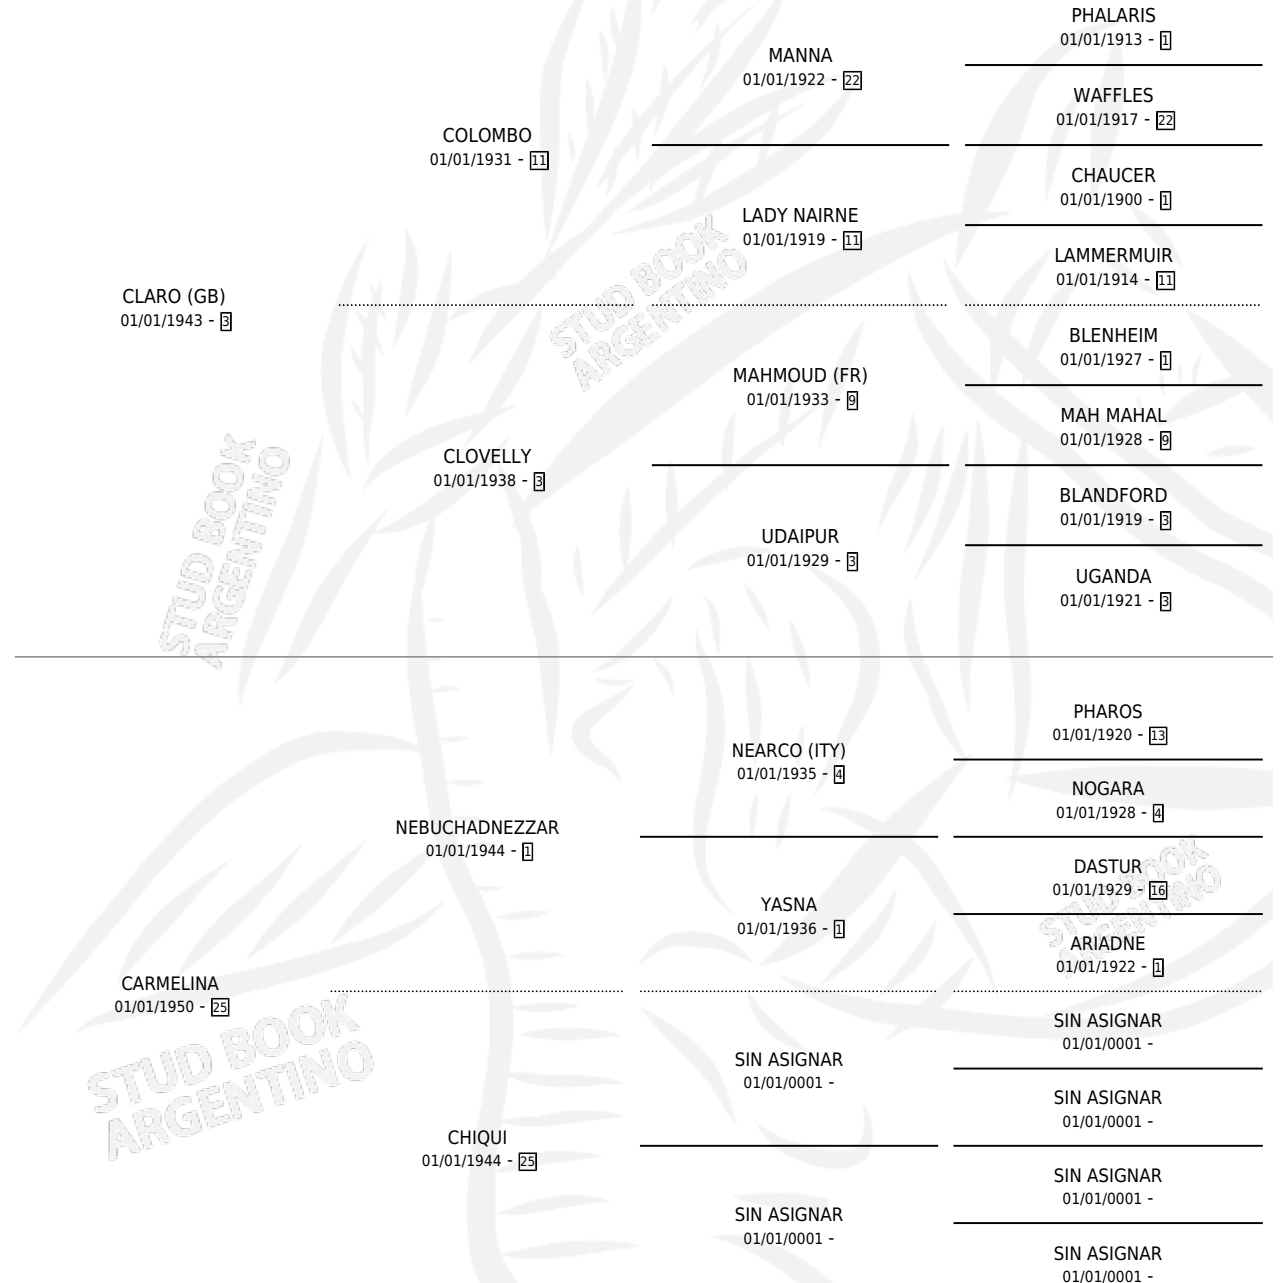 PHALARIS
01/01/1913 - 1
MANNA
01/01/1922 - 22
WAFFLES
01/01/1917 - 22
COLOMBO
01/01/1931 - 11
CHAUCER
01/01/1900 - 1
LADY NAIRNE
01/01/1919 - 11
LAMMERMUIR
01/01/1914 - 11
CLARO (GB)
01/01/1943 - 3
BLENHEIM
01/01/1927 - 1
MAHMOUD (FR)
01/01/1933 - 9
MAH MAHAL
01/01/1928 - 9
CLOVELLY
01/01/1938 - 3
BLANDFORD
01/01/1919 - 3
UDAIPUR
01/01/1929 - 3
UGANDA
01/01/1921 - 3
STUD BOOK
ARGENTINO
STUD BOOK
ARGENTINO
PHAROS
01/01/1920 - 13
NEARCO (ITY)
01/01/1935 - 4
NOGARA
01/01/1928 - 4
NEBUCHADNEZZAR
01/01/1944 - 1
DASTUR
01/01/1929 - 16
YASNA
01/01/1936 - 1
ARIADNE
01/01/1922 - 1
STUD BOOK
ARGENTINO
CARMELINA
01/01/1950 - 25
SIN ASIGNAR
01/01/0001 -
SIN ASIGNAR
01/01/0001 -
SIN ASIGNAR
01/01/0001 -
CHIQUI
01/01/1944 - 25
SIN ASIGNAR
01/01/0001 -
SIN ASIGNAR
01/01/0001 -
SIN ASIGNAR
01/01/0001 -
STUD BOOK
ARGENTINO